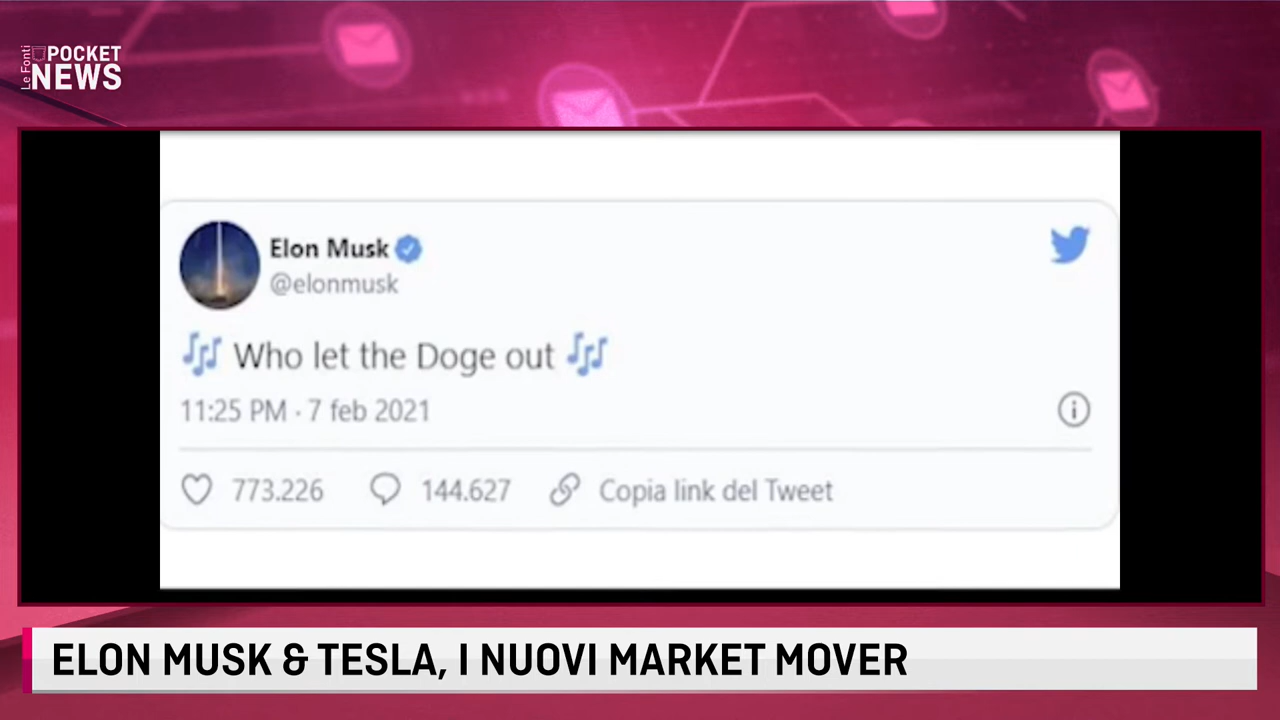 Le Fonti
POCKET
NEWS
Elon Musk
@elonmusk
🎶 Who let the Doge out 🎶
11:25 PM · 7 feb 2021
773.226 144.627 Copia link del Tweet
ELON MUSK & TESLA, I NUOVI MARKET MOVER